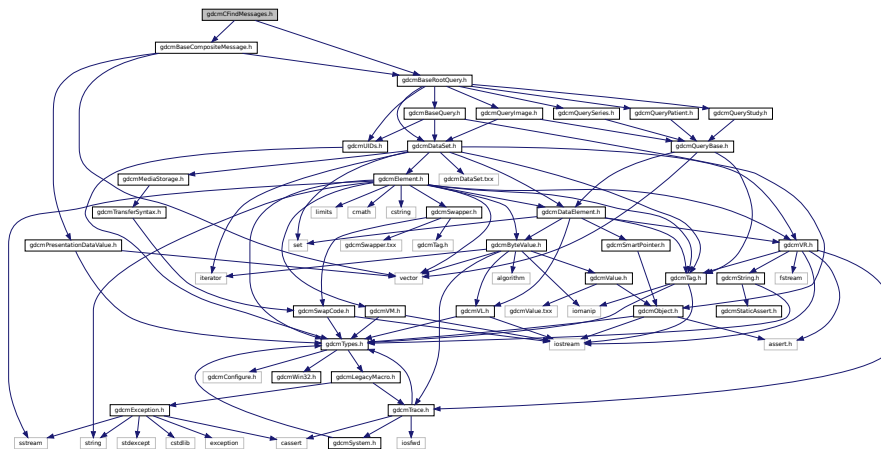 gdcmCFindMessages.h
gdcmBaseCompositeMessage.h
gdcmBaseRootQuery.h
gdcmBaseQuery.h
gdcmQueryImage.h
gdcmQuerySeries.h
gdcmQueryPatient.h
gdcmQueryStudy.h
gdcmUIDs.h
gdcmDataSet.h
gdcmQueryBase.h
gdcmMediaStorage.h
gdcmElement.h
gdcmDataSet.txx
gdcmTransferSyntax.h
limits
cmath
cstring
gdcmSwapper.h
gdcmDataElement.h
gdcmPresentationDataValue.h
set
gdcmSwapper.txx
gdcmTag.h
gdcmByteValue.h
gdcmSmartPointer.h
gdcmVR.h
iterator
vector
algorithm
gdcmValue.h
gdcmTag.h
gdcmString.h
fstream
gdcmSwapCode.h
gdcmVM.h
gdcmVL.h
gdcmValue.txx
iomanip
gdcmObject.h
gdcmStaticAssert.h
gdcmTypes.h
iostream
assert.h
gdcmConfigure.h
gdcmWin32.h
gdcmLegacyMacro.h
gdcmException.h
gdcmTrace.h
sstream
string
stdexcept
cstdlib
exception
cassert
gdcmSystem.h
iosfwd